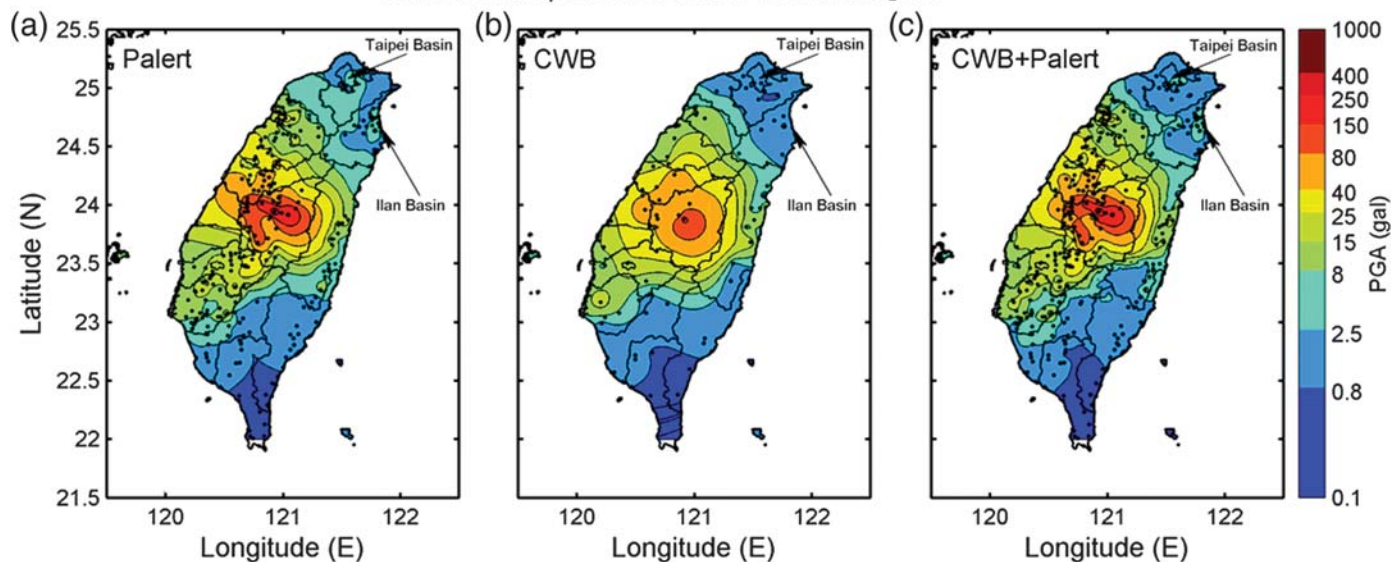 (a)
Palert
Taipei Basin
Ilan Basin
(b)
CWB
Taipei Basin
Ilan Basin
(c)
CWB+Palert
Taipei Basin
Ilan Basin
25.5
25
24.5
24
23.5
23
22.5
22
21.5
Latitude (N)
120 121 122
Longitude (E)
120 121 122
Longitude (E)
120 121 122
Longitude (E)
1000
400
250
150
80
40
25
15
8
2.5
0.8
0.1
PGA (gal)